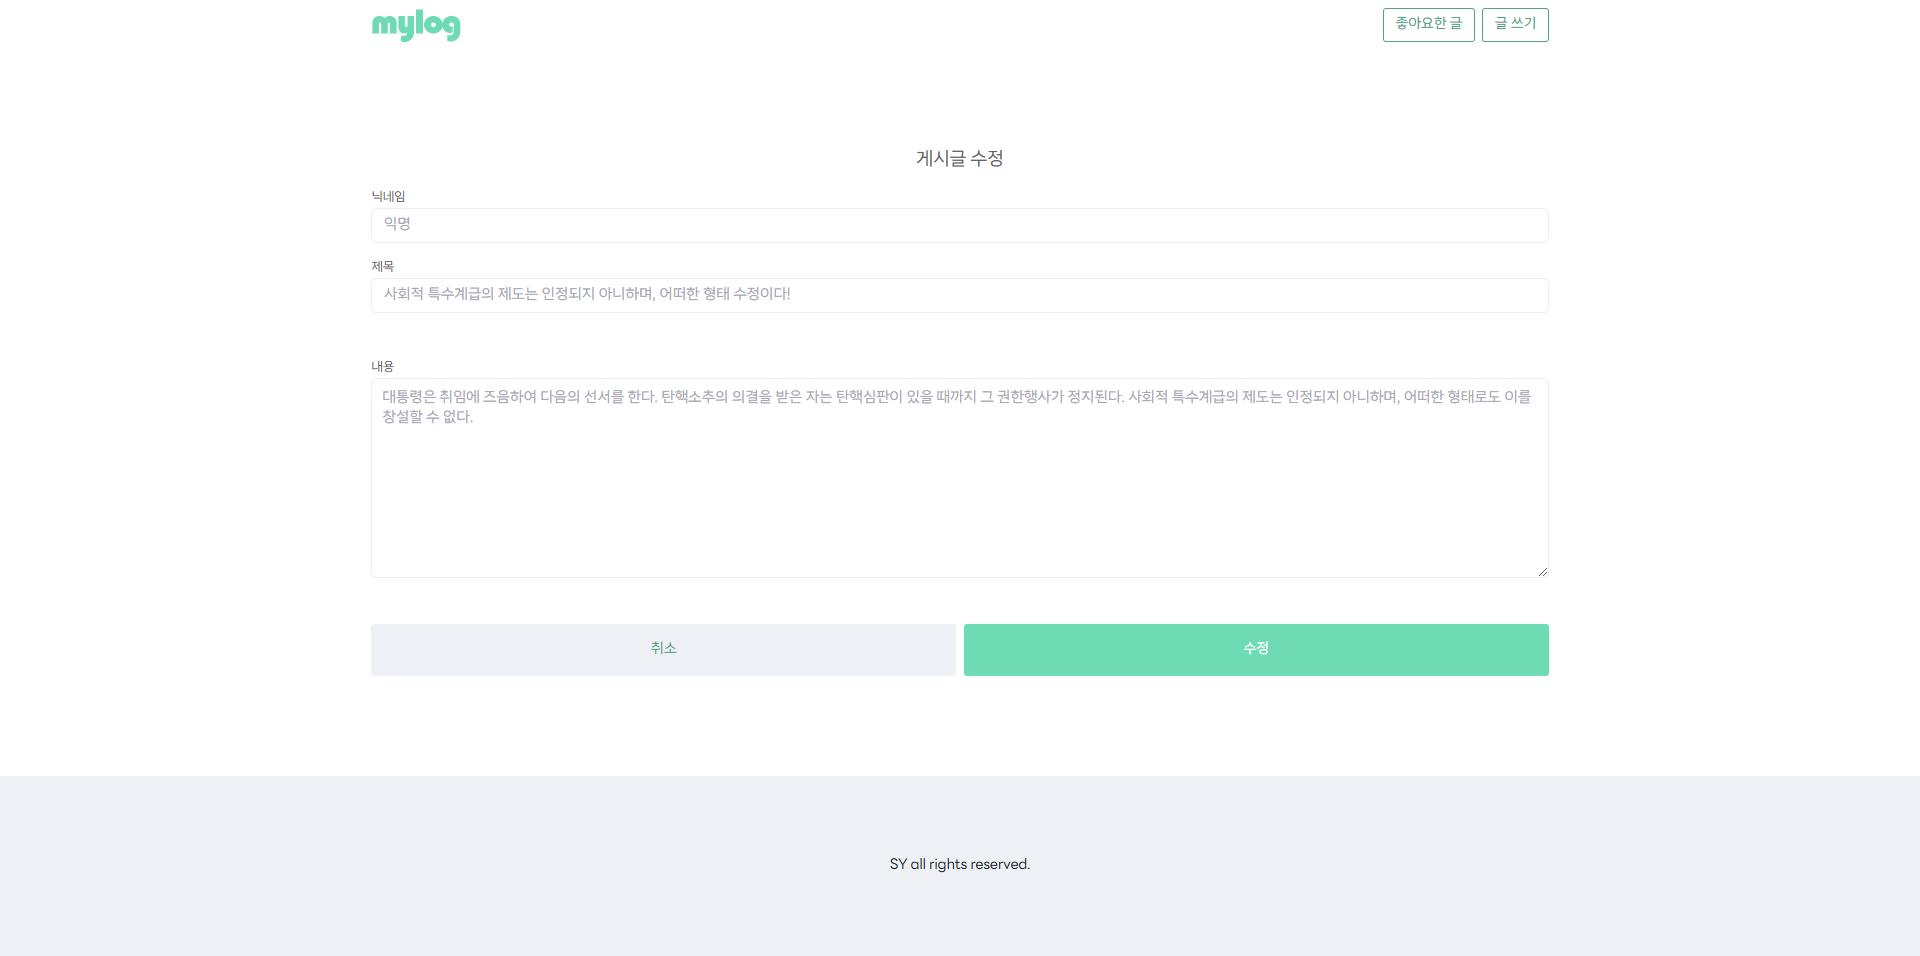 mylog
좋아요한 글
글 쓰기
게시글 수정
닉네임
익명
제목
사회적 특수계급의 제도는 인정되지 아니하며, 어떠한 형태 수정이다!
내용
대통령은 취임에 즈음하여 다음의 선서를 한다. 탄핵소추의 의결을 받은 자는 탄핵심판이 있을 때까지 그 권한행사가 정지된다. 사회적 특수계급의 제도는 인정되지 아니하며, 어떠한 형태로도 이를
창설할 수 없다.
취소
수정
SY all rights reserved.